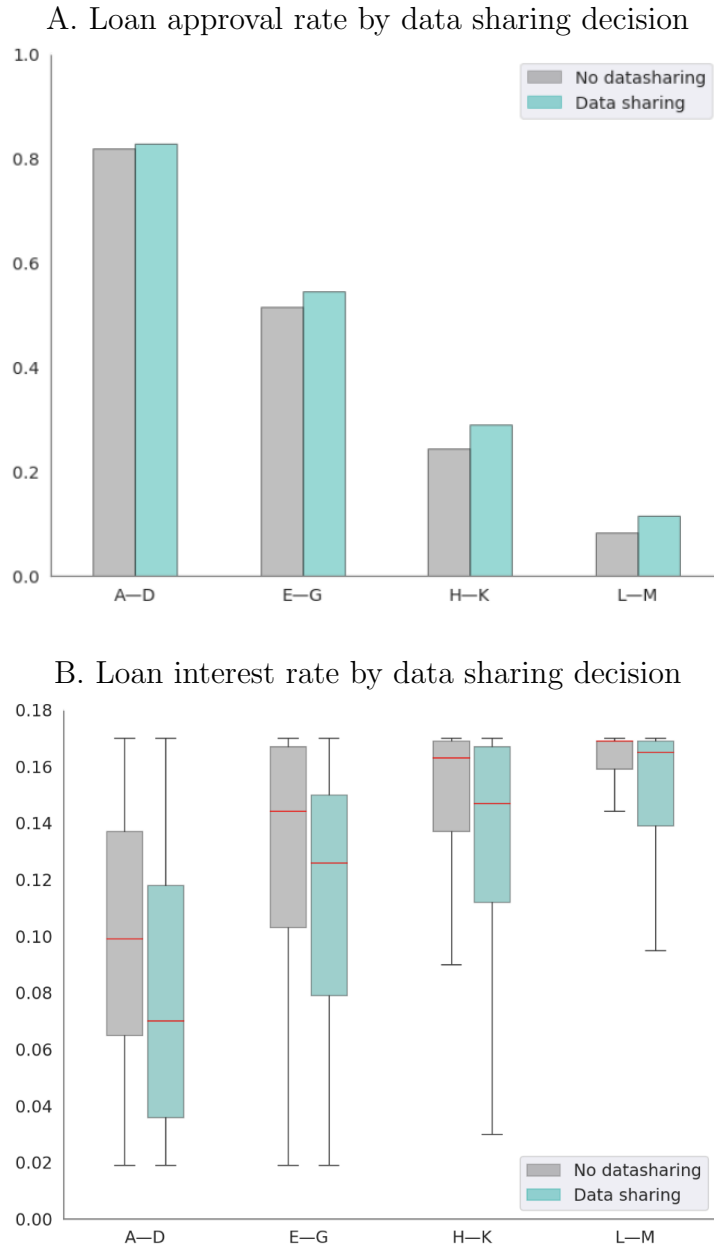 A. Loan approval rate by data sharing decision
1.0
No datasharing
Data sharing
0.8
0.6
0.4
0.2
0.0
A—D E—G H—K L—M
B. Loan interest rate by data sharing decision
0.18
0.16
0.14
0.12
0.10
0.08
0.06
0.04
0.02
No datasharing
Data sharing
0.00
A—D E—G H—K L—M